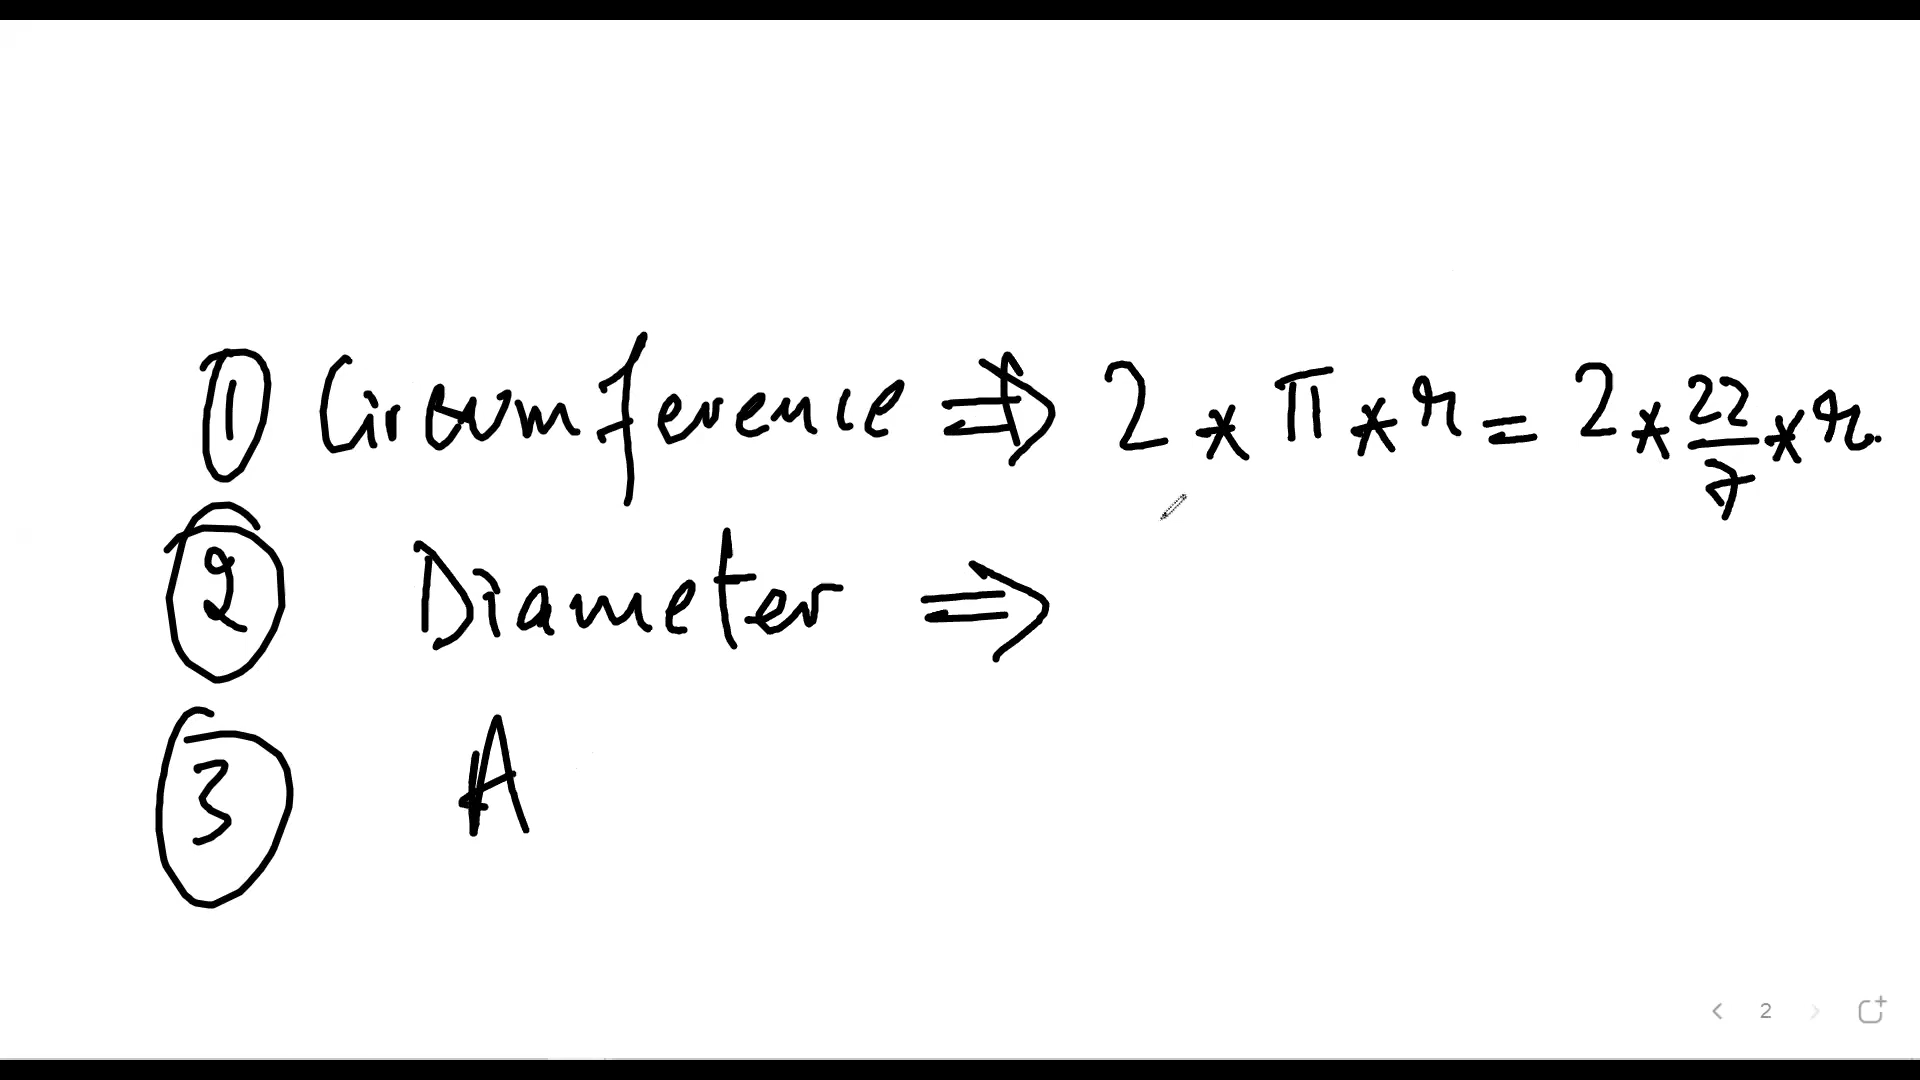 ① Circumference ⇒ 2 * π * r = 2 * 22/7 * r.
② Diameter ⇒
③ A
2